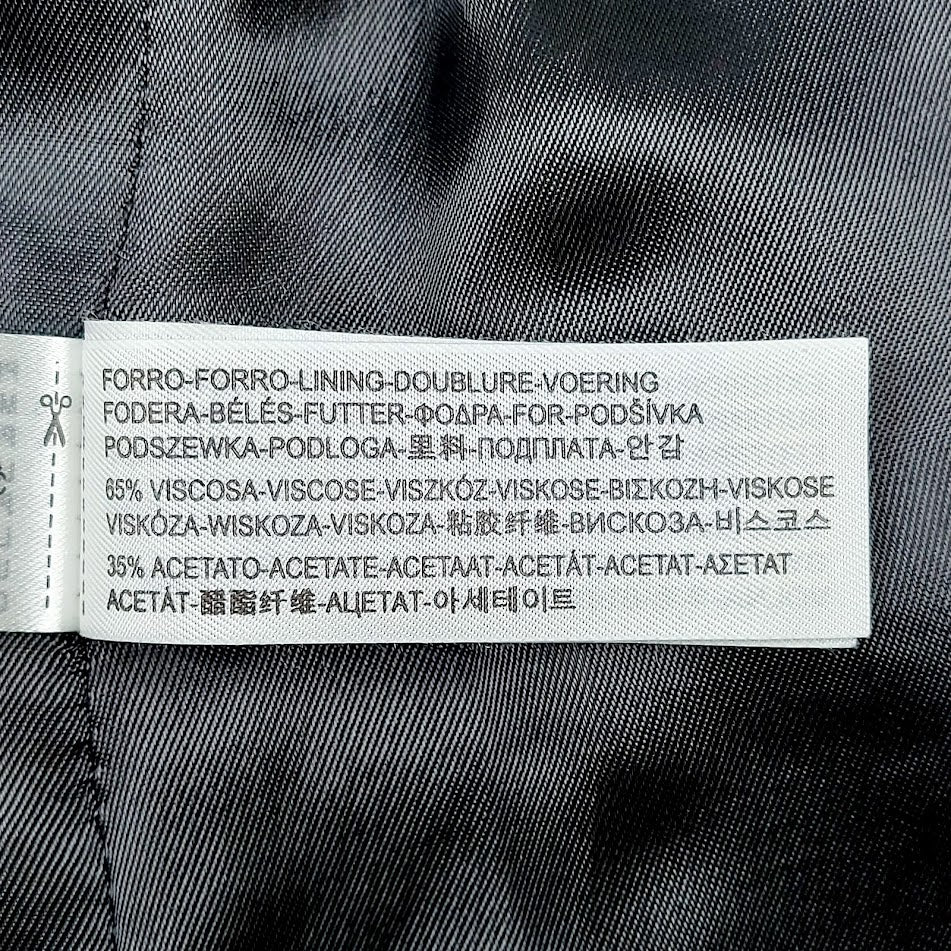 FORRO-FORRO-LINING-DOUBLURE-VOERING
FODERA-BÉLÉS-FUTTER-ΦΟΔΡΑ-FOR-PODŠÍVKA
PODSZEWKA-PODLOGA-里料-ПОДПЛАТА-안감
65% VISCOSA-VISCOSE-VISZKÓZ-VISKOSE-ΒΙΣΚΟΖΗ-VISKOSE
VISKÓZA-WISKOZA-VISKOZA-粘胶纤维-ВИСКОЗА-비스코스
35% ACETATO-ACETATE-ACETAAT-ACETÁT-ACETAT-ΑΣΕΤΑΤ
ACETÁT-醋酯纤维-АЦЕТАТ-아세테이트